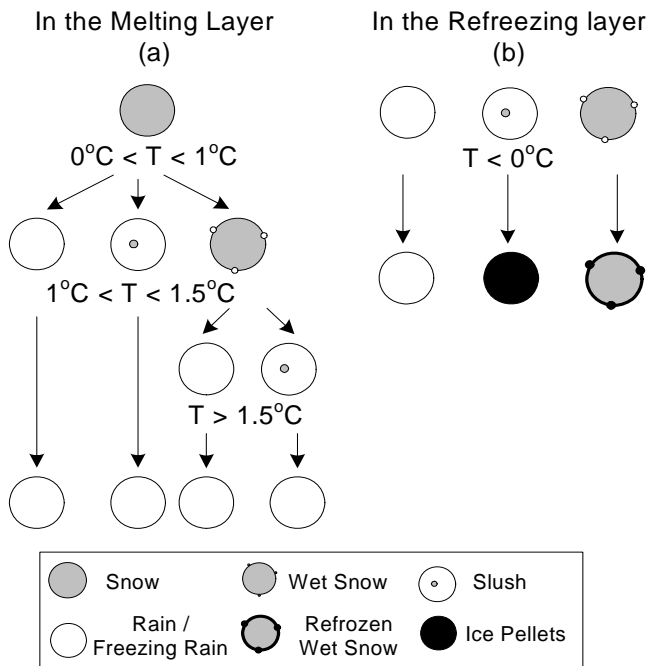 In the Melting Layer
(a)
0°C < T < 1°C
1°C < T < 1.5°C
T > 1.5°C
In the Refreezing layer
(b)
T < 0°C
Snow
Wet Snow
Slush
Rain /
Freezing Rain
Refrozen
Wet Snow
Ice Pellets